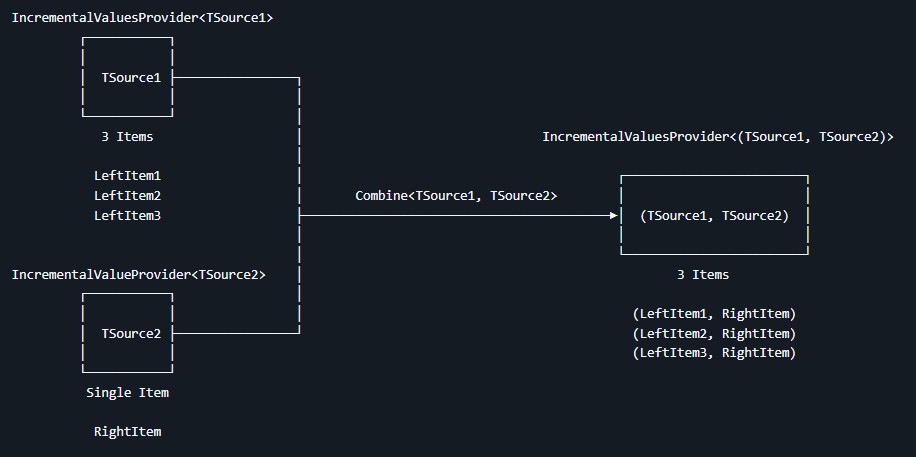 IncrementalValuesProvider<TSource1>
TSource1
3 Items
LeftItem1
LeftItem2
LeftItem3
IncrementalValueProvider<TSource2>
TSource2
Single Item
RightItem
Combine<TSource1, TSource2>
IncrementalValuesProvider<(TSource1, TSource2)>
(TSource1, TSource2)
3 Items
(LeftItem1, RightItem)
(LeftItem2, RightItem)
(LeftItem3, RightItem)